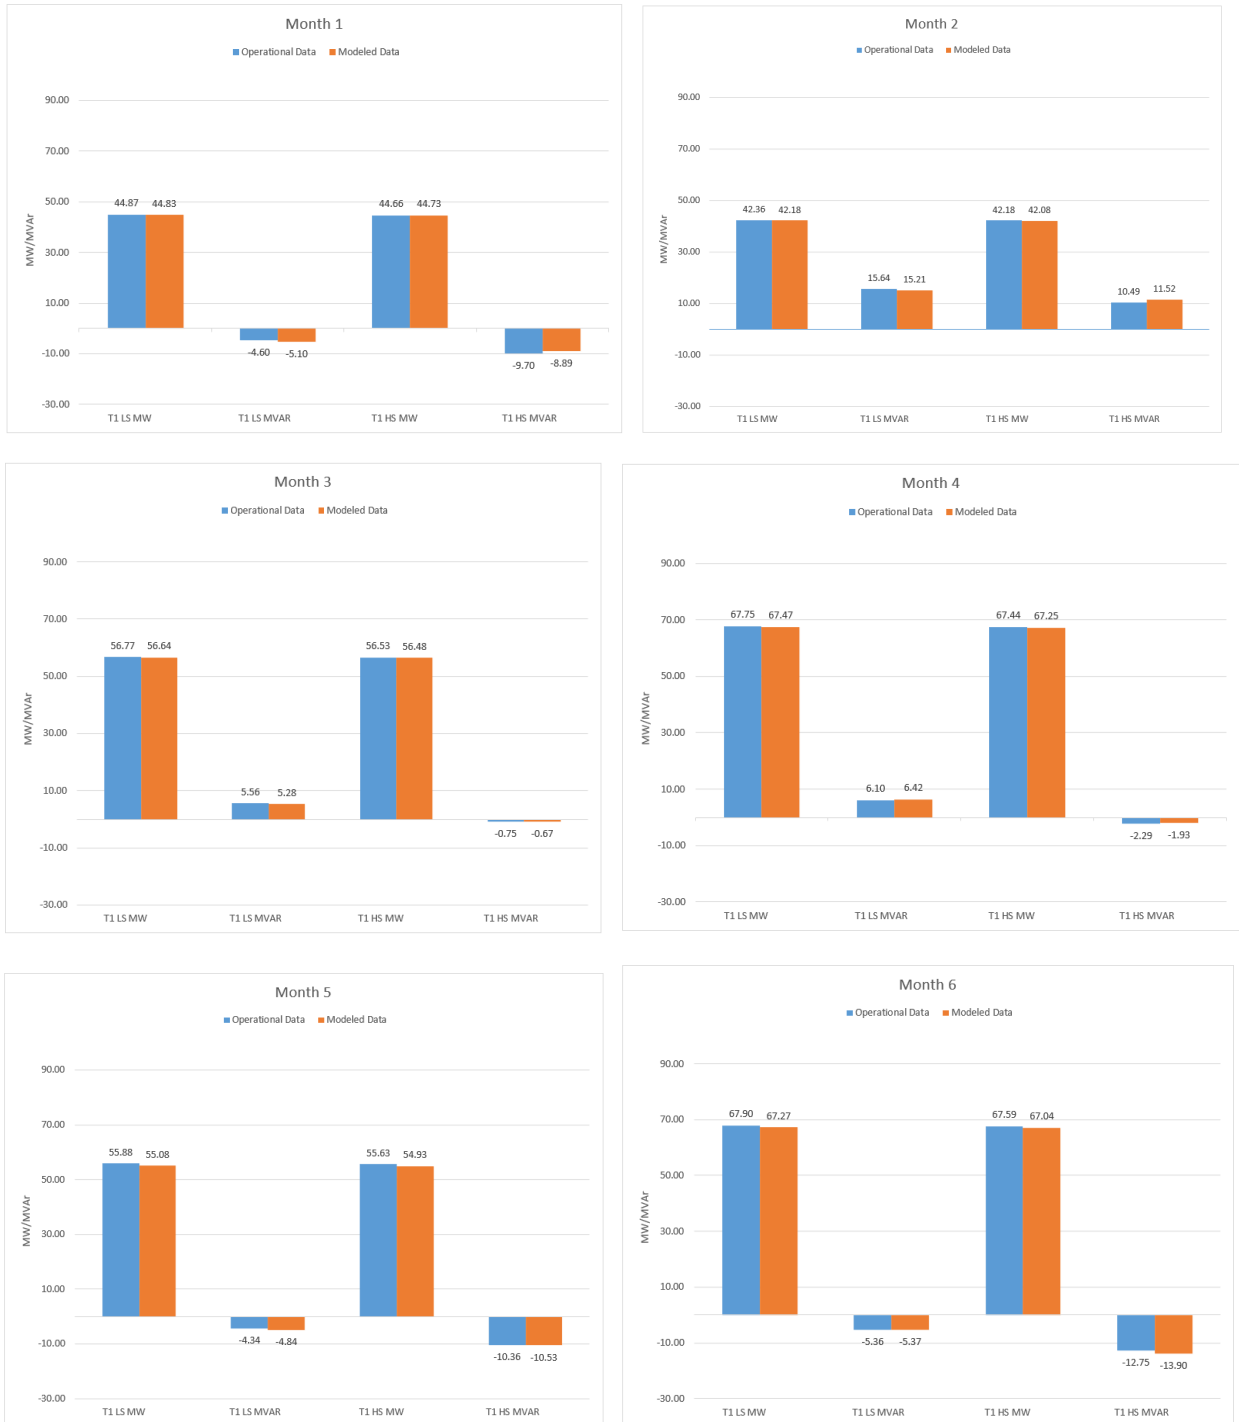 Month 1
Operational Data Modeled Data
90.00
70.00
50.00
30.00
10.00
-10.00
-30.00
MW/MVAr
44.87 44.83 44.66 44.73
-4.60 -5.10 -9.70 -8.89
T1 LS MW T1 LS MVAR T1 HS MW T1 HS MVAR
Month 2
Operational Data Modeled Data
90.00
70.00
50.00
30.00
10.00
-10.00
-30.00
MW/MVAr
42.36 42.18 42.18 42.08
15.64 15.21 10.49 11.52
T1 LS MW T1 LS MVAR T1 HS MW T1 HS MVAR
Month 3
Operational Data Modeled Data
90.00
70.00
50.00
30.00
10.00
-10.00
-30.00
MW/MVAr
56.77 56.64 56.53 56.48
5.56 5.28 -0.75 -0.67
T1 LS MW T1 LS MVAR T1 HS MW T1 HS MVAR
Month 4
Operational Data Modeled Data
90.00
70.00
50.00
30.00
10.00
-10.00
-30.00
MW/MVAr
67.75 67.47 67.44 67.25
6.10 6.42 -2.29 -1.93
T1 LS MW T1 LS MVAR T1 HS MW T1 HS MVAR
Month 5
Operational Data Modeled Data
90.00
70.00
50.00
30.00
10.00
-10.00
-30.00
MW/MVAr
55.88 55.08 55.63 54.93
-4.34 -4.84 -10.36 -10.53
T1 LS MW T1 LS MVAR T1 HS MW T1 HS MVAR
Month 6
Operational Data Modeled Data
90.00
70.00
50.00
30.00
10.00
-10.00
-30.00
MW/MVAr
67.90 67.27 67.59 67.04
-5.36 -5.37 -12.75 -13.90
T1 LS MW T1 LS MVAR T1 HS MW T1 HS MVAR